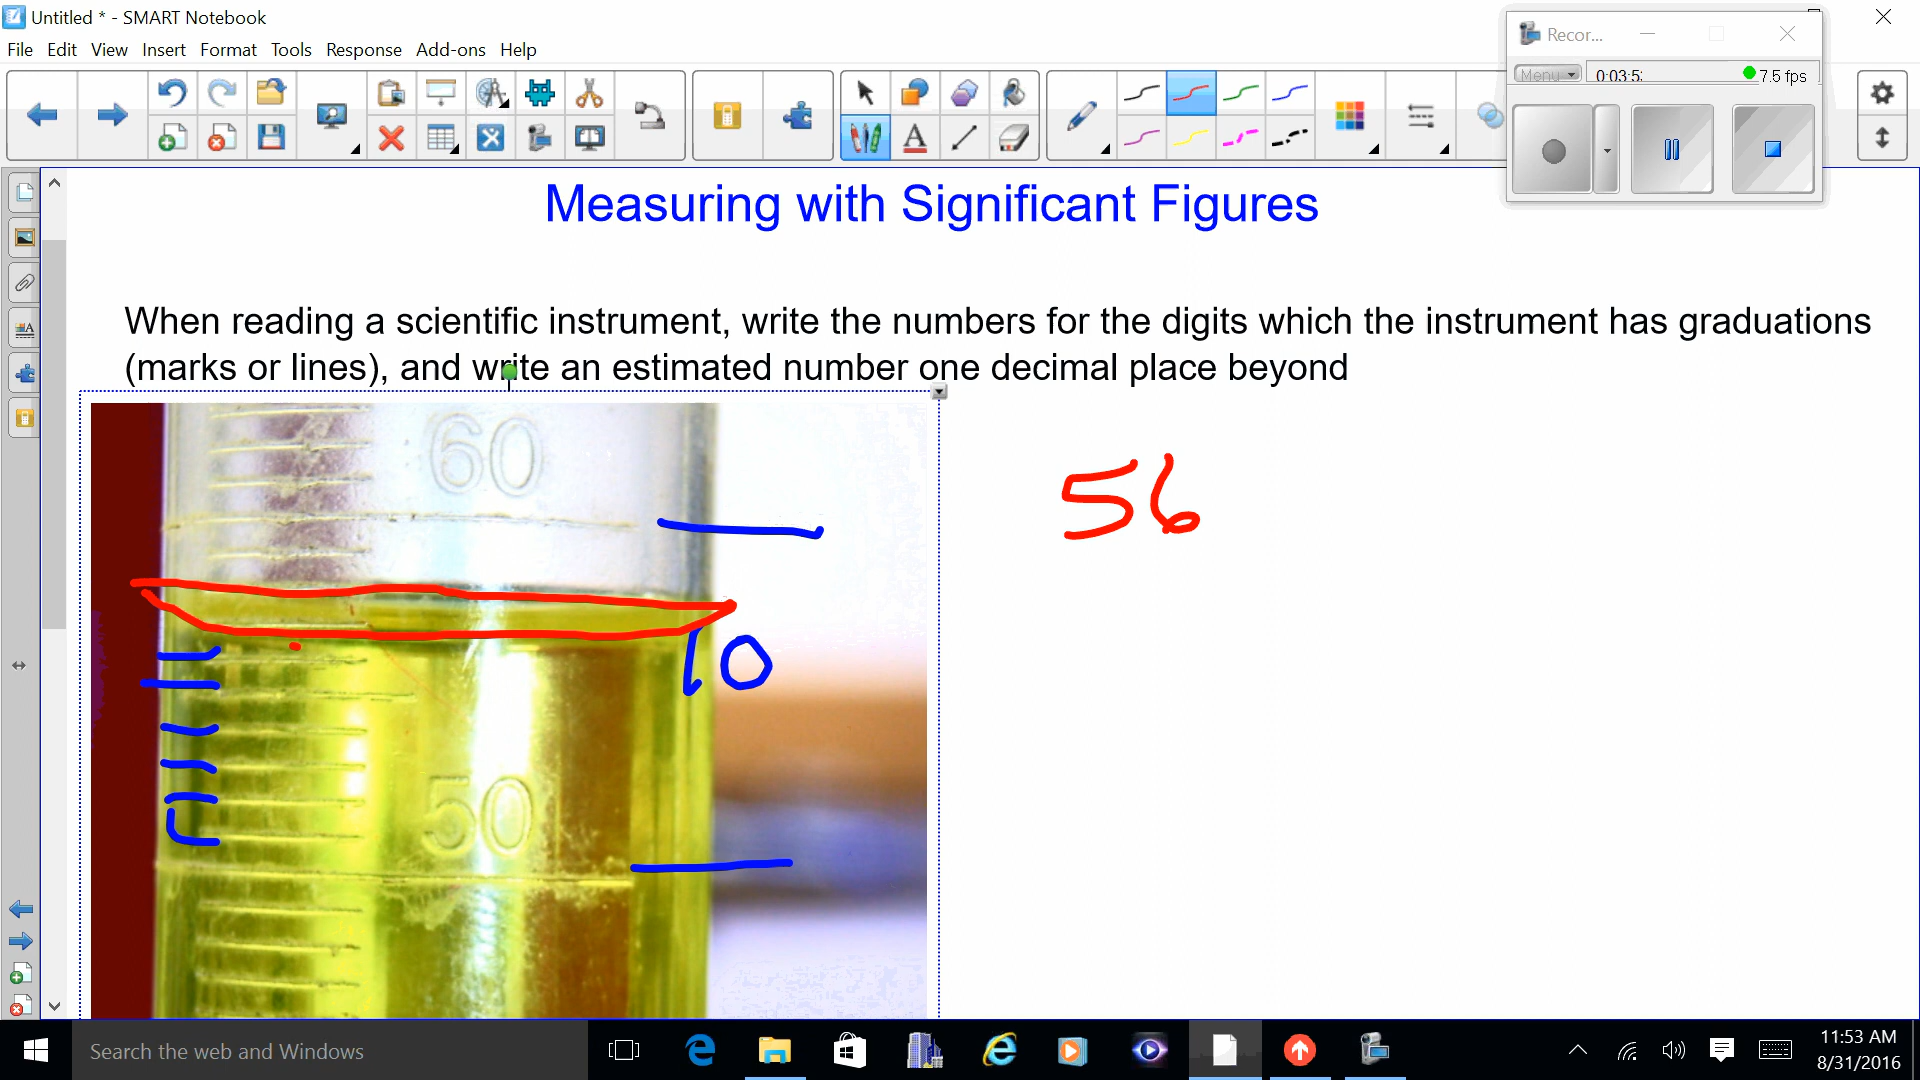 Untitled * - SMART Notebook
File Edit View Insert Format Tools Response Add-ons Help
Recor...
Menu
0:03:5
7.5 fps
Measuring with Significant Figures
When reading a scientific instrument, write the numbers for the digits which the instrument has graduations
(marks or lines), and write an estimated number one decimal place beyond
60
56
10
50
Search the web and Windows
11:53 AM
8/31/2016